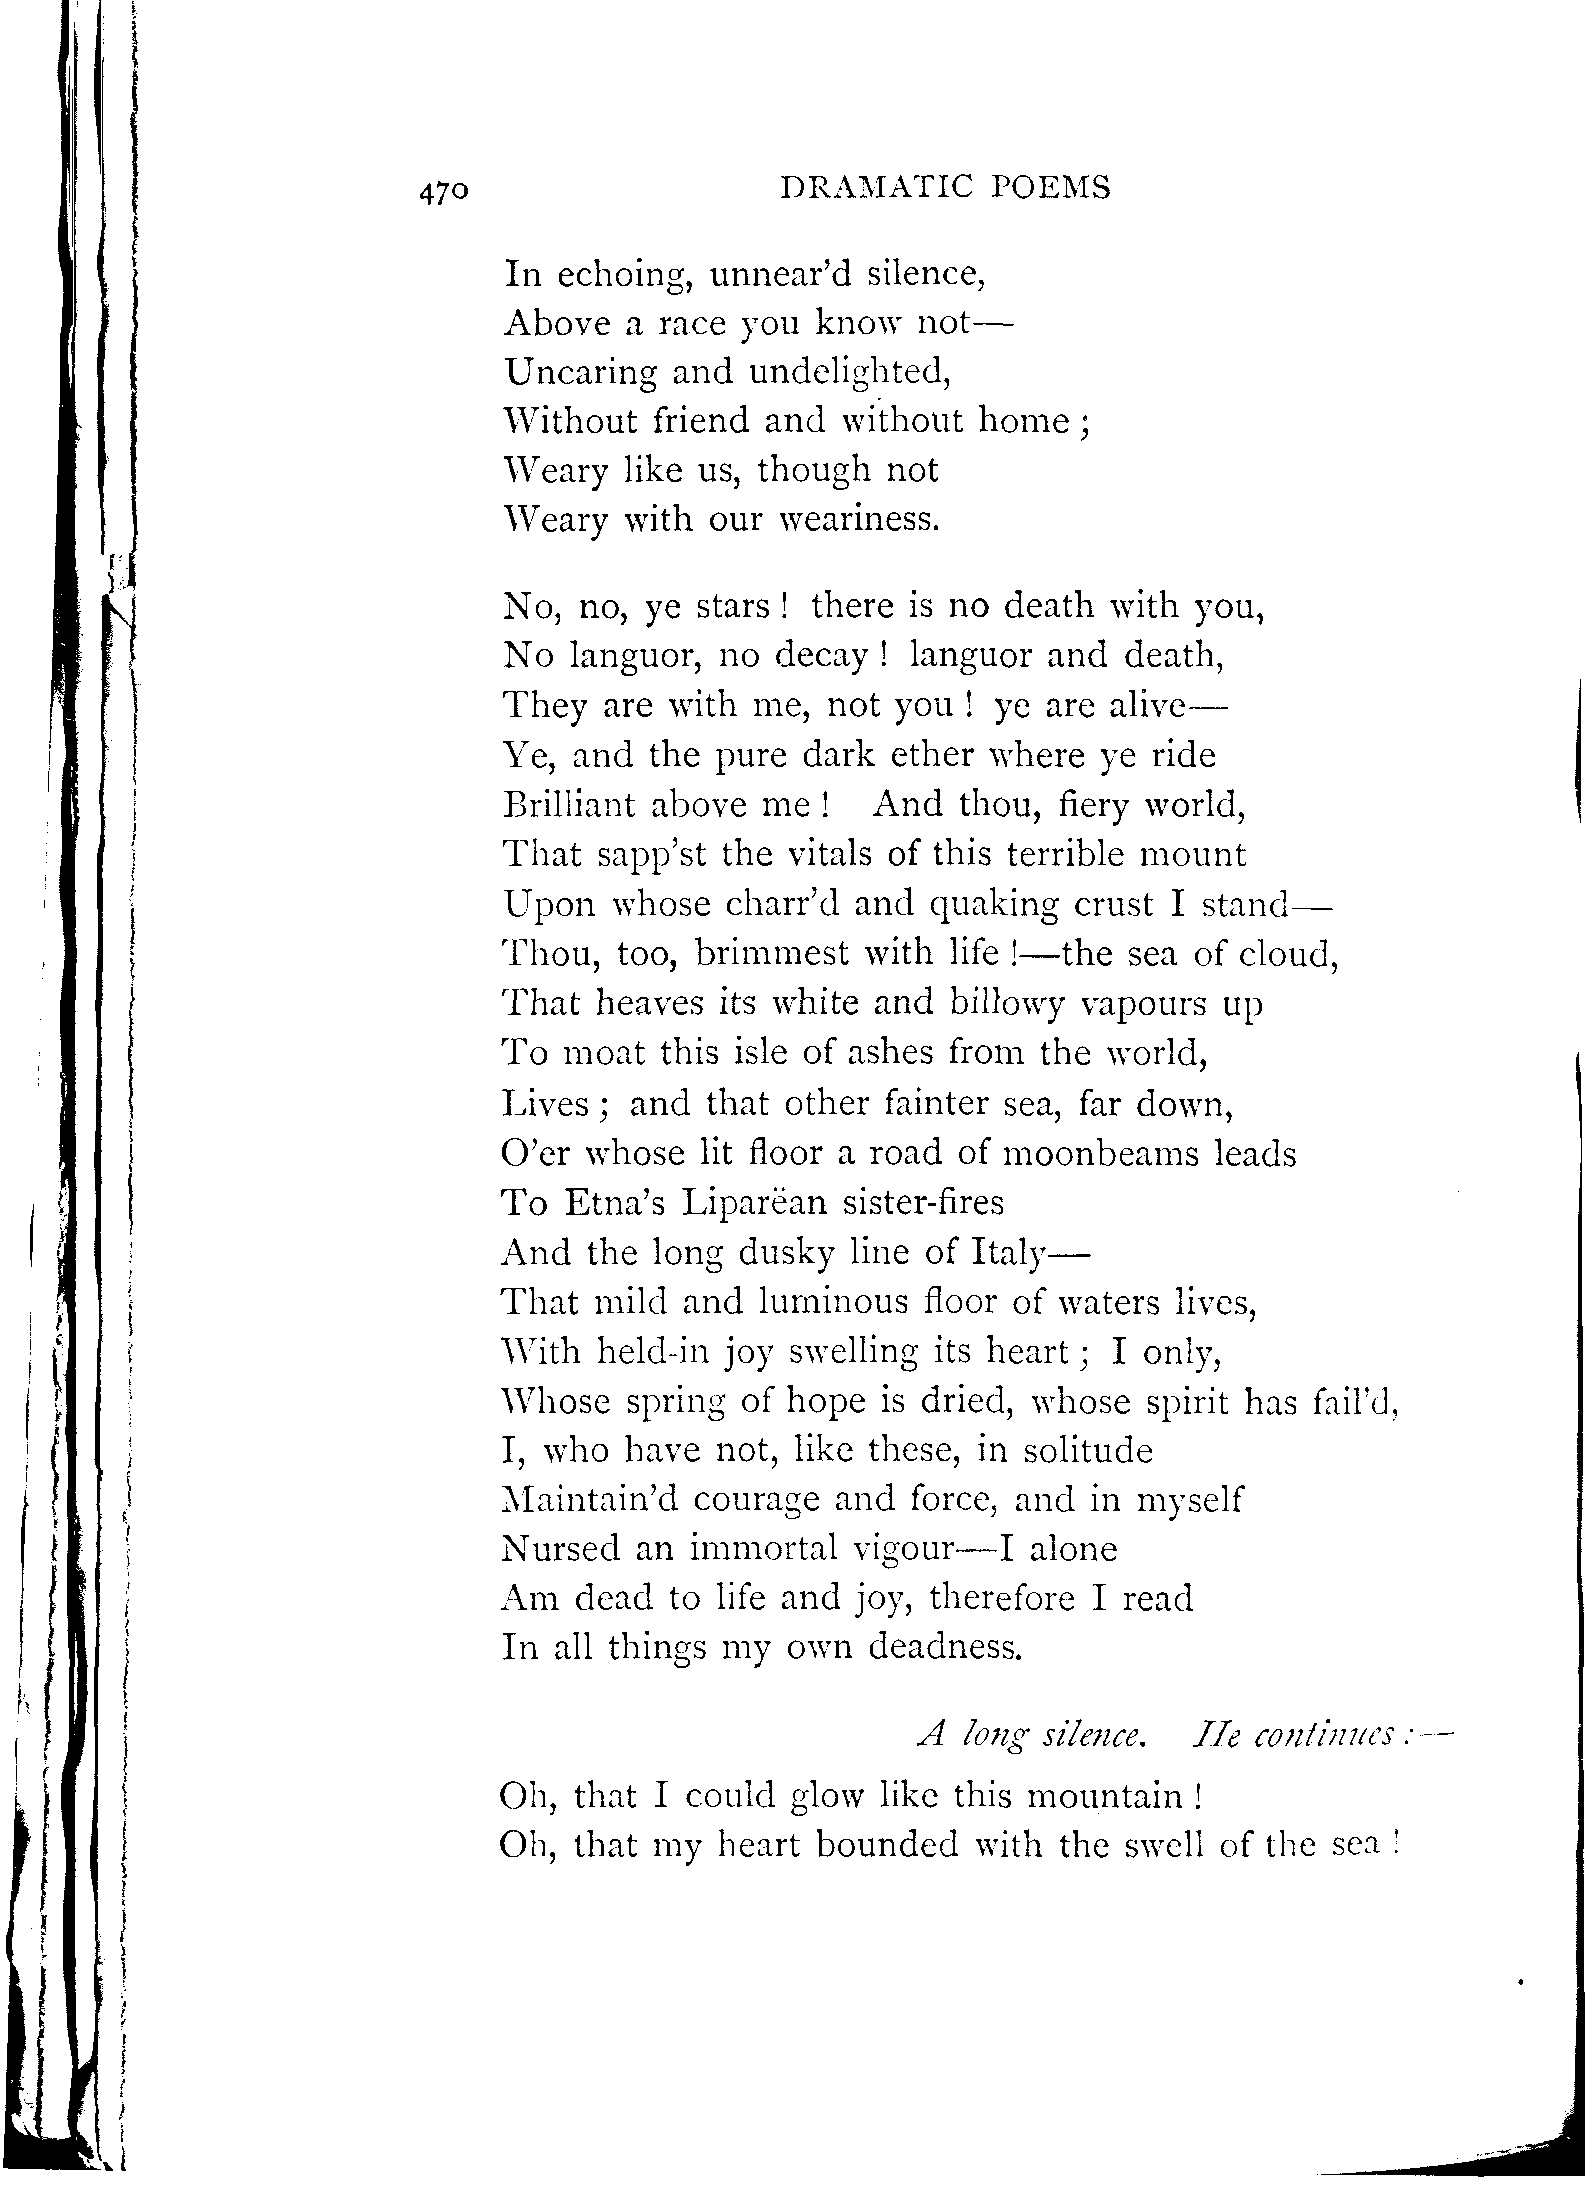 470 DRAMATIC POEMS
In echoing, unnear'd silence,
Above a race you know not—
Uncaring and undelighted,
Without friend and without home ;
Weary like us, though not
Weary with our weariness.
No, no, ye stars ! there is no death with you,
No languor, no decay ! languor and death,
They are with me, not you ! ye are alive—
Ye, and the pure dark ether where ye ride
Brilliant above me ! And thou, fiery world,
That sapp'st the vitals of this terrible mount
Upon whose charr'd and quaking crust I stand—
Thou, too, brimmest with life !—the sea of cloud,
That heaves its white and billowy vapours up
To moat this isle of ashes from the world,
Lives ; and that other fainter sea, far down,
O'er whose lit floor a road of moonbeams leads
To Etna's Liparëan sister-fires
And the long dusky line of Italy—
That mild and luminous floor of waters lives,
With held-in joy swelling its heart ; I only,
Whose spring of hope is dried, whose spirit has fail'd,
I, who have not, like these, in solitude
Maintain'd courage and force, and in myself
Nursed an immortal vigour—I alone
Am dead to life and joy, therefore I read
In all things my own deadness.
A long silence. He continues :—
Oh, that I could glow like this mountain !
Oh, that my heart bounded with the swell of the sea !